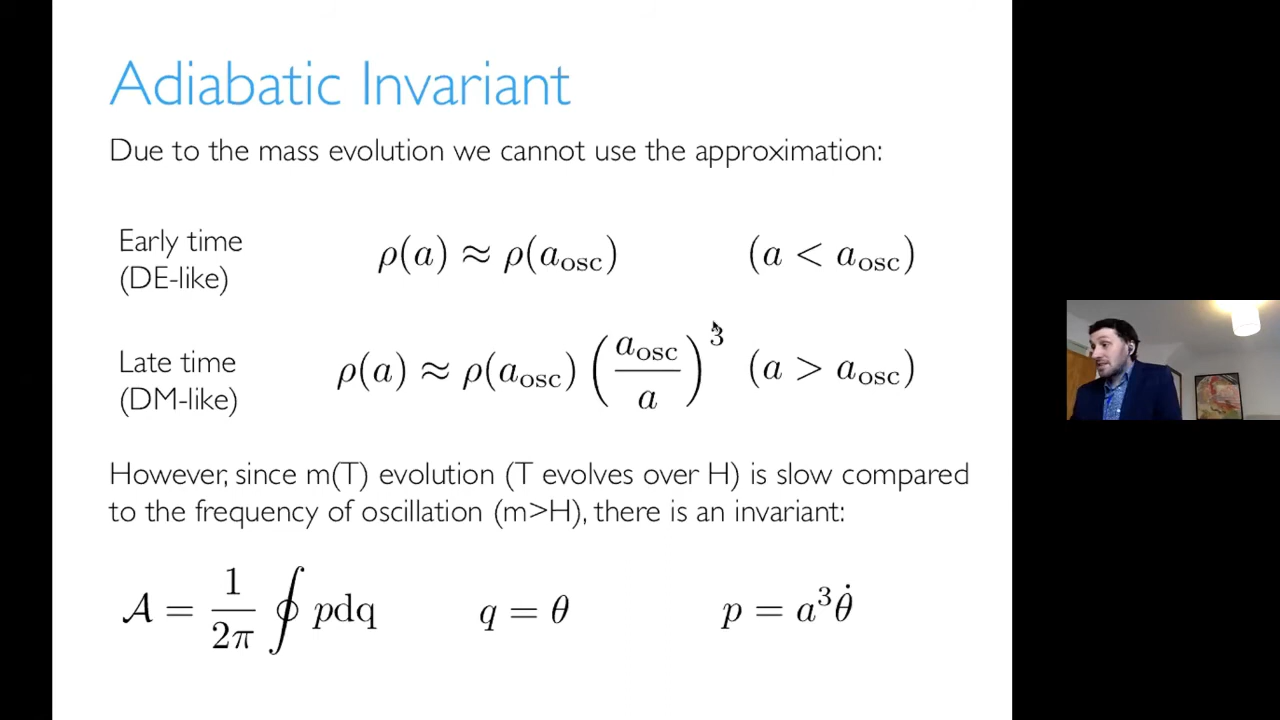 Adiabatic Invariant
Due to the mass evolution we cannot use the approximation:
Early time
(DE-like)
ρ(a) ≈ ρ(a_osc) (a < a_osc)
Late time
(DM-like)
ρ(a) ≈ ρ(a_osc) (a_osc / a)^3 (a > a_osc)
However, since m(T) evolution (T evolves over H) is slow compared
to the frequency of oscillation (m>H), there is an invariant:
𝒜 = 1/2π ∮ pdq q = θ p = a³θ̇